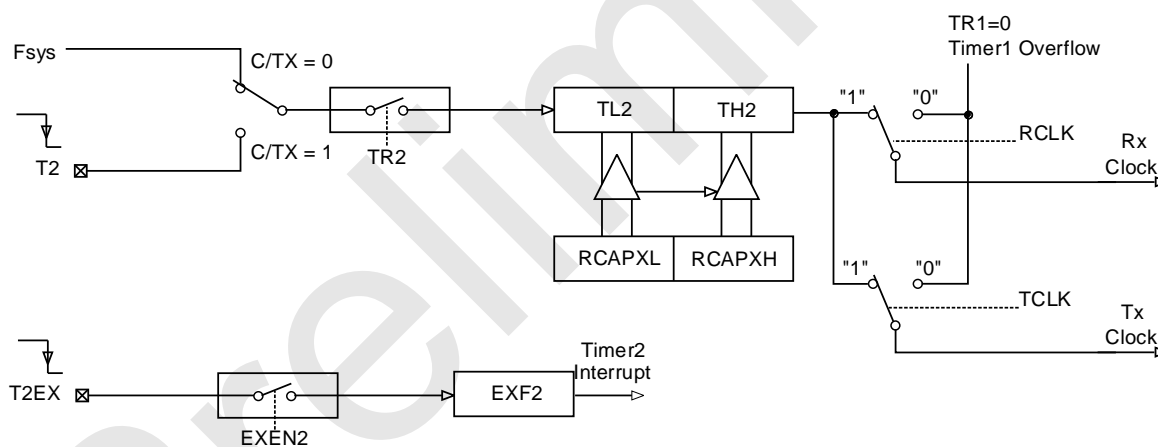 TR1=0
Timer1 Overflow
Fsys
C/TX = 0
TL2
TH2
"1"
"0"
TR2
RCLK
Rx
Clock
T2
C/TX = 1
RCAPXL
RCAPXH
"1"
"0"
TCLK
Tx
Clock
T2EX
EXEN2
EXF2
Timer2
Interrupt
relimi